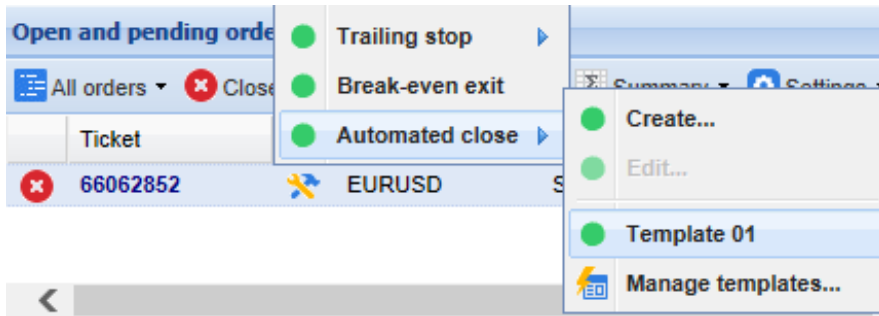 Open and pending orde
Trailing stop
Break-even exit
Automated close
All orders
Close
Summary
Settings
Create...
Edit...
Template 01
Manage templates...
Ticket
66062852
EURUSD
S